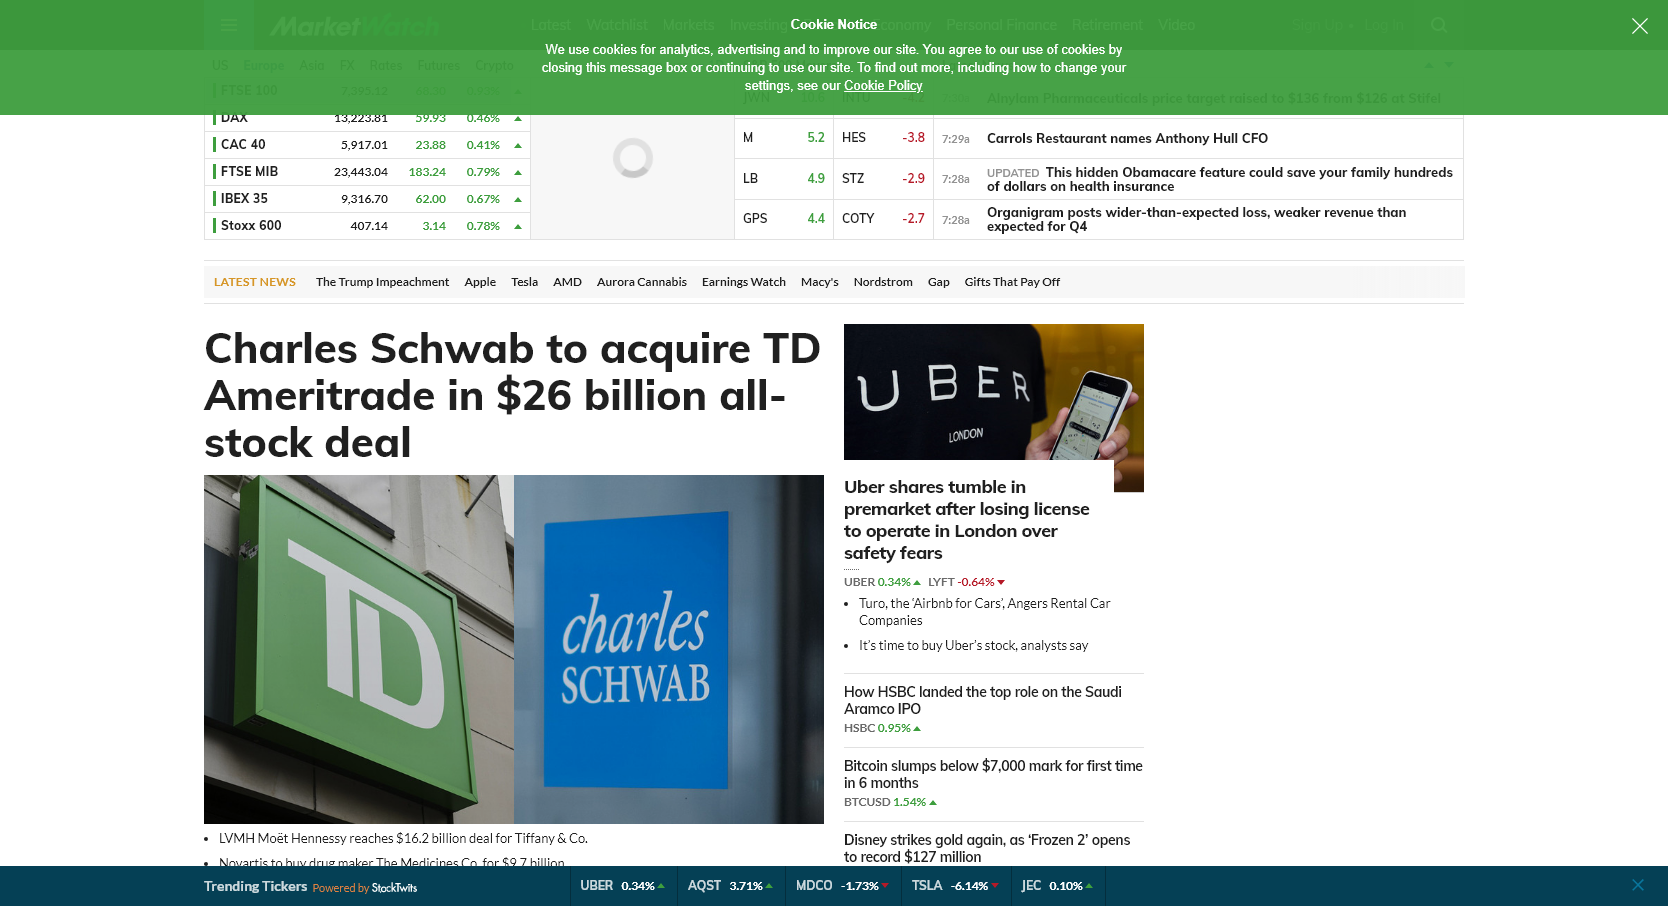 MarketWatch Latest Watchlist Markets Investing Economy Personal Finance Retirement Video Sign Up • Log In
Cookie Notice
We use cookies for analytics, advertising and to improve our site. You agree to our use of cookies by
closing this message box or continuing to use our site. To find out more, including how to change your
settings, see our Cookie Policy
US Europe Asia FX Rates Futures Crypto
FTSE 100 7,395.12 68.30 0.93%
DAX 13,223.81 59.93 0.46%
CAC 40 5,917.01 23.88 0.41%
FTSE MIB 23,443.04 183.24 0.79%
IBEX 35 9,316.70 62.00 0.67%
Stoxx 600 407.14 3.14 0.78%
JWN INTU
M 5.2 HES -3.8
LB 4.9 STZ -2.9
GPS 4.4 COTY -2.7
Alnylam Pharmaceuticals price target raised to $136 from $126 at Stifel
7:29a Carrols Restaurant names Anthony Hull CFO
7:28a UPDATED This hidden Obamacare feature could save your family hundreds
of dollars on health insurance
7:28a Organigram posts wider-than-expected loss, weaker revenue than
expected for Q4
LATEST NEWS The Trump Impeachment Apple Tesla AMD Aurora Cannabis Earnings Watch Macy's Nordstrom Gap Gifts That Pay Off
Charles Schwab to acquire TD
Ameritrade in $26 billion all-
stock deal
TD
charles
SCHWAB
LVMH Moët Hennessy reaches $16.2 billion deal for Tiffany & Co.
Novartis to buy drug maker The Medicines Co. for $9.7 billion
UBER
LONDON
Uber shares tumble in
premarket after losing license
to operate in London over
safety fears
UBER 0.34% LYFT -0.64%
Turo, the ‘Airbnb for Cars’, Angers Rental Car
Companies
It’s time to buy Uber’s stock, analysts say
How HSBC landed the top role on the Saudi
Aramco IPO
HSBC 0.95%
Bitcoin slumps below $7,000 mark for first time
in 6 months
BTCUSD 1.54%
Disney strikes gold again, as ‘Frozen 2’ opens
to record $127 million
Trending Tickers Powered by StockTwits UBER 0.34% AQST 3.71% MDCO -1.73% TSLA -6.14% JEC 0.10%